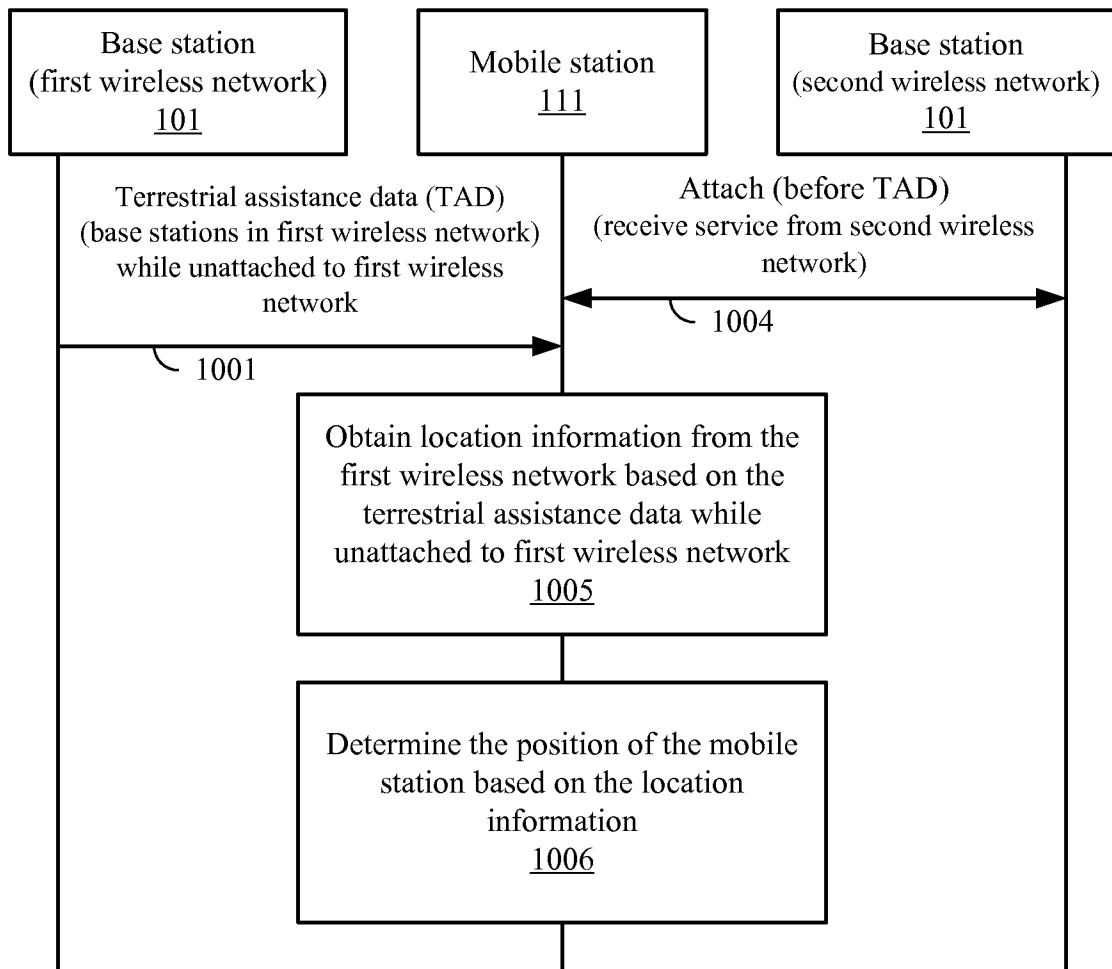 Base station
(first wireless network)
101
Mobile station
111
Base station
(second wireless network)
101
Terrestrial assistance data (TAD)
(base stations in first wireless network)
while unattached to first wireless
network
Attach (before TAD)
(receive service from second wireless
network)
1004
1001
Obtain location information from the
first wireless network based on the
terrestrial assistance data while
unattached to first wireless network
1005
Determine the position of the mobile
station based on the location
information
1006